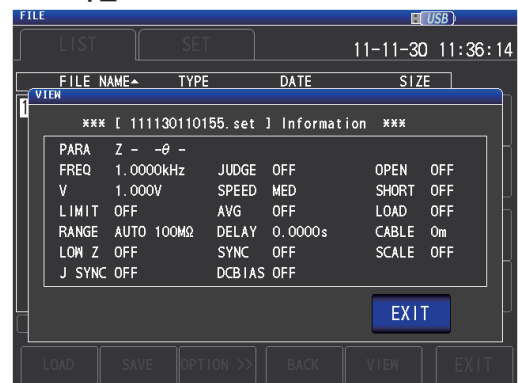 FILE
USB
LIST SET 11-11-30 11:36:14
FILE NAME TYPE DATE SIZE
VIEW
1
*** [ 111130110155.set ] Information ***
PARA Z - -θ -
FREQ 1.0000kHz JUDGE OFF OPEN OFF
V 1.000V SPEED MED SHORT OFF
LIMIT OFF AVG OFF LOAD OFF
RANGE AUTO 100MΩ DELAY 0.0000s CABLE 0m
LOW Z OFF SYNC OFF SCALE OFF
J SYNC OFF DCBIAS OFF
EXIT
LOAD SAVE OPTION >> BACK VIEW EXIT